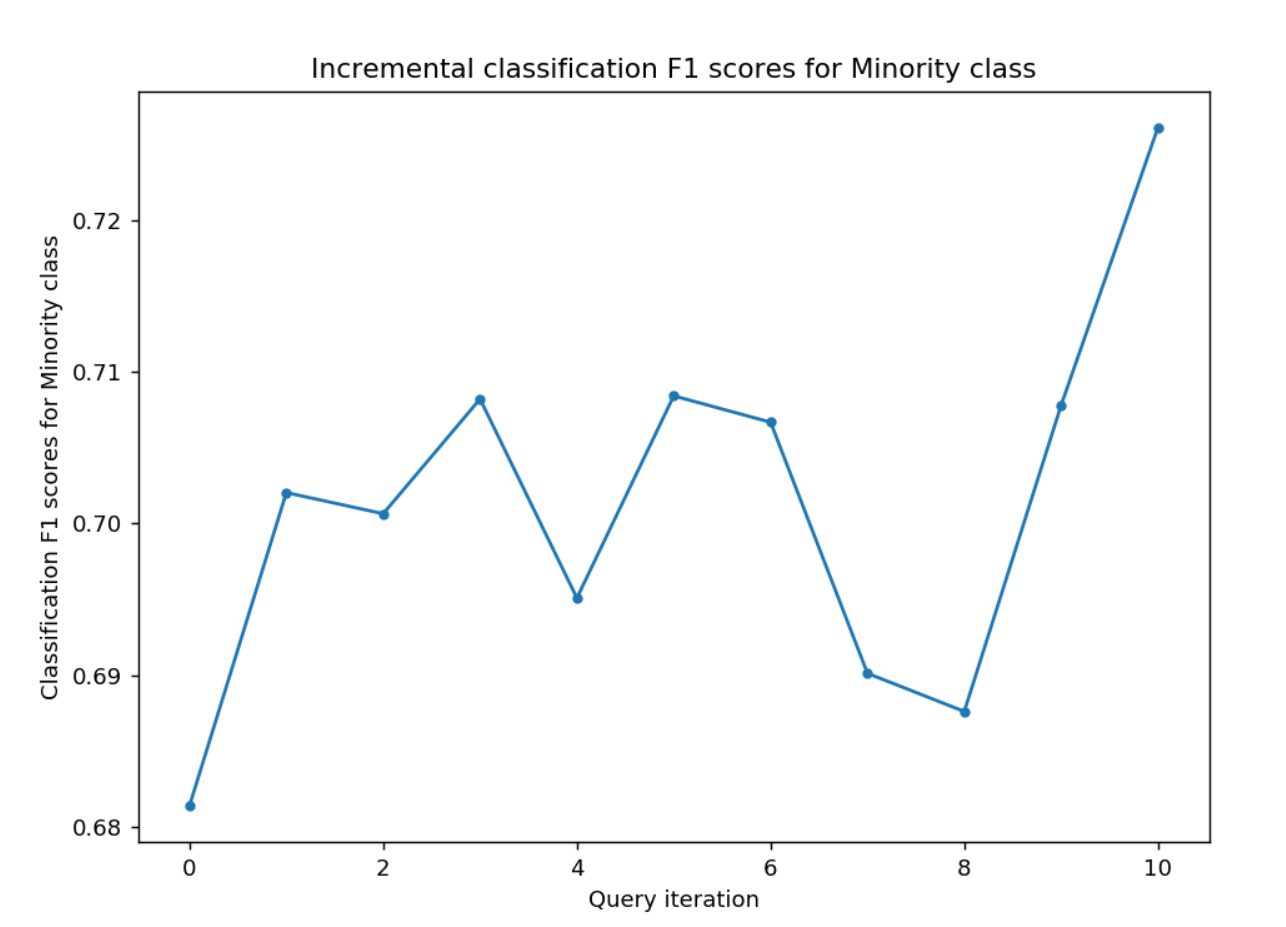 Incremental classification F1 scores for Minority class
Classification F1 scores for Minority class
0.72
0.71
0.70
0.69
0.68
0 2 4 6 8 10
Query iteration